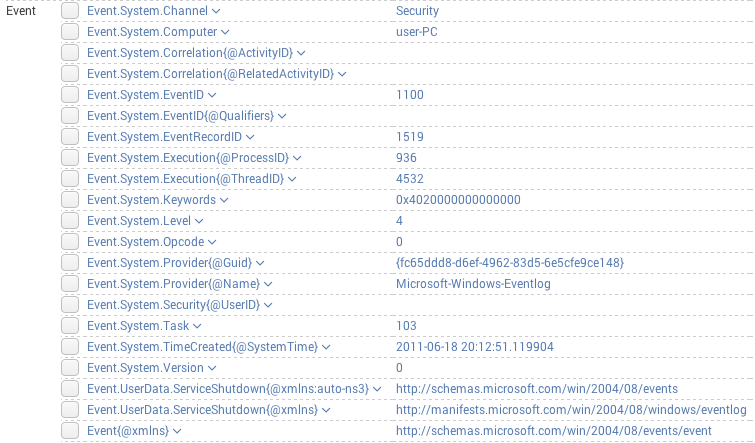 Event Event.System.Channel Security
Event.System.Computer user-PC
Event.System.Correlation{@ActivityID}
Event.System.Correlation{@RelatedActivityID}
Event.System.EventID 1100
Event.System.EventID{@Qualifiers}
Event.System.EventRecordID 1519
Event.System.Execution{@ProcessID} 936
Event.System.Execution{@ThreadID} 4532
Event.System.Keywords 0x4020000000000000
Event.System.Level 4
Event.System.Opcode 0
Event.System.Provider{@Guid} {fc65ddd8-d6ef-4962-83d5-6e5cfe9ce148}
Event.System.Provider{@Name} Microsoft-Windows-Eventlog
Event.System.Security{@UserID}
Event.System.Task 103
Event.System.TimeCreated{@SystemTime} 2011-06-18 20:12:51.119904
Event.System.Version 0
Event.UserData.ServiceShutdown{@xmlns:auto-ns3} http://schemas.microsoft.com/win/2004/08/events
Event.UserData.ServiceShutdown{@xmlns} http://manifests.microsoft.com/win/2004/08/windows/eventlog
Event{@xmlns} http://schemas.microsoft.com/win/2004/08/events/event